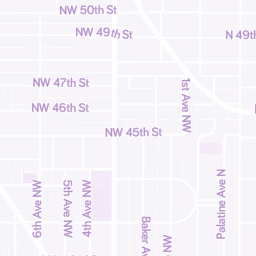 NW 50th St
NW 49th St
N 49th
NW 47th St
1st Ave NW
NW 46th St
NW 45th St
6th Ave NW
5th Ave NW
4th Ave NW
Baker Av
NW
Palatine Ave N